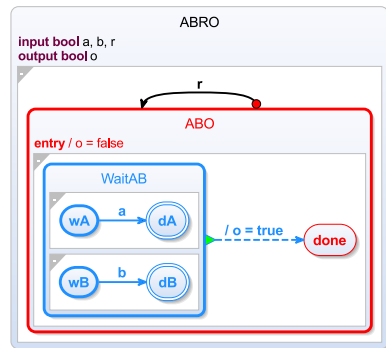 ABRO
input bool a, b, r
output bool o
r
ABO
entry / o = false
WaitAB
wA a dA
/ o = true done
wB b dB